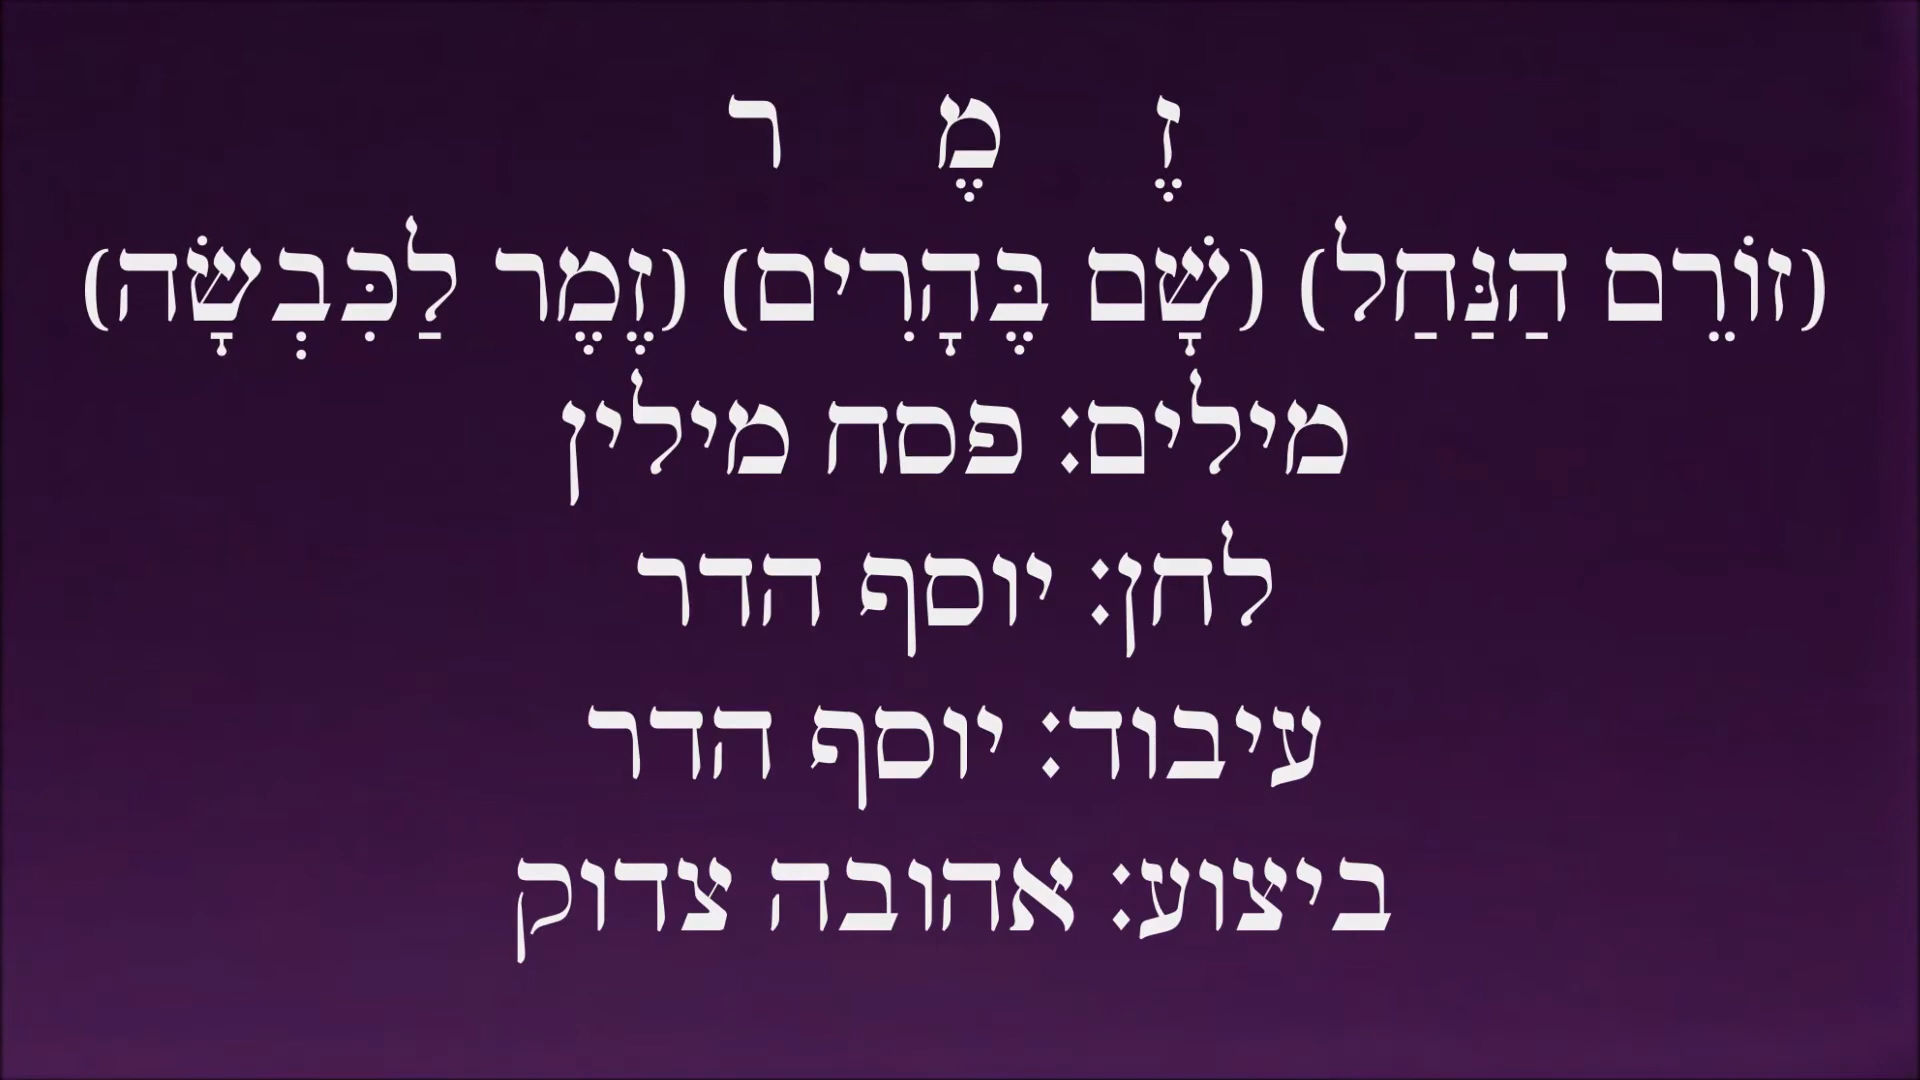 זֶ מֶ ר
(זוֹרֵם הַנַּחַל) (שָׁם בֶּהָרִים) (זֶמֶר לַכִּבְשָׂה)
מילים: פסח מילין
לחן: יוסף הדר
עיבוד: יוסף הדר
ביצוע: אהובה צדוק